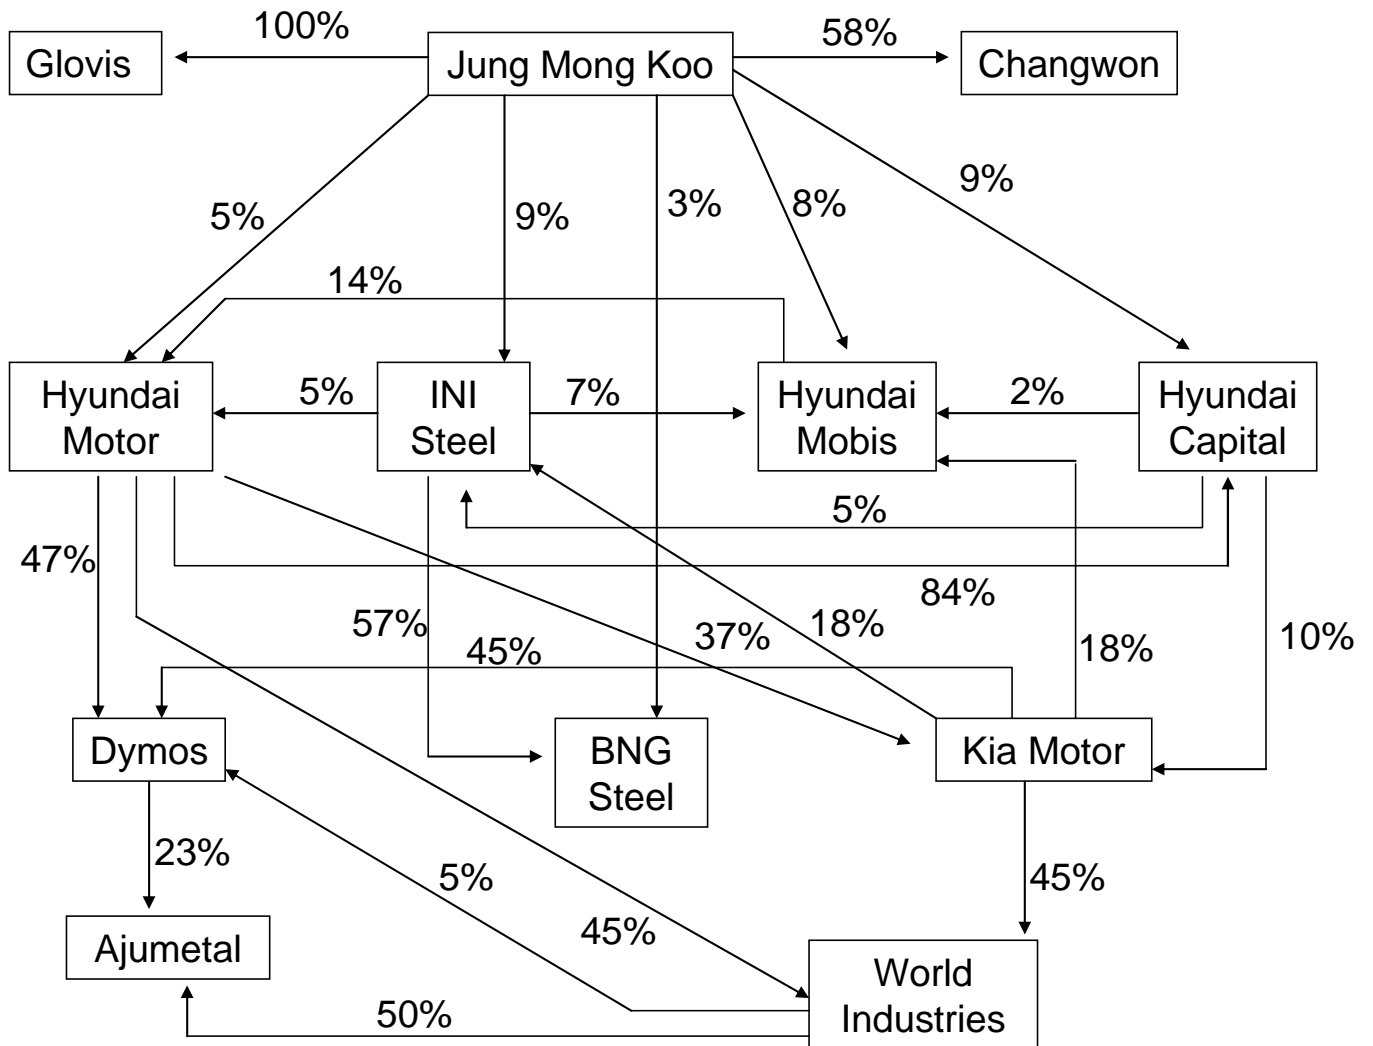 100%
58%
Glovis
Jung Mong Koo
Changwon
5%
9%
3%
8%
9%
14%
Hyundai
Motor
5%
INI
Steel
7%
Hyundai
Mobis
2%
Hyundai
Capital
5%
47%
84%
57%
45%
37%
18%
18%
10%
Dymos
BNG
Steel
Kia Motor
23%
5%
45%
45%
Ajumetal
World
Industries
50%